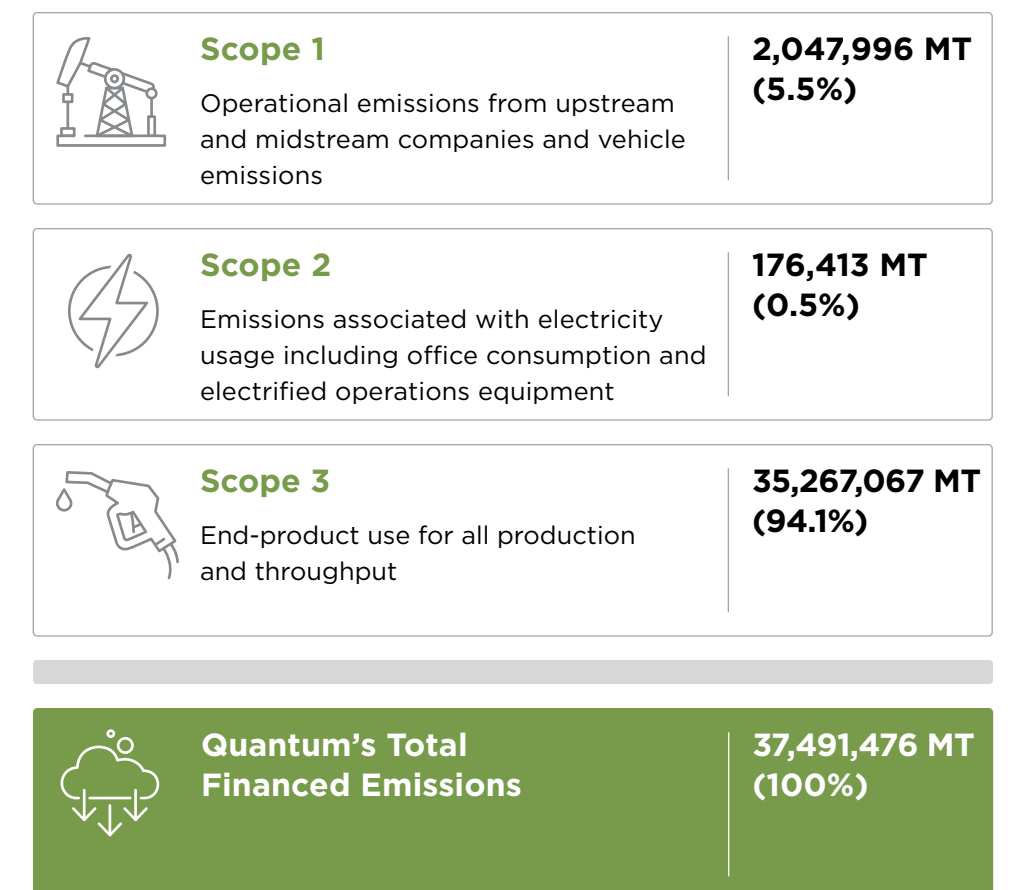 Scope 1
Operational emissions from upstream
and midstream companies and vehicle
emissions
2,047,996 MT
(5.5%)
Scope 2
Emissions associated with electricity
usage including office consumption and
electrified operations equipment
176,413 MT
(0.5%)
Scope 3
End-product use for all production
and throughput
35,267,067 MT
(94.1%)
Quantum’s Total
Financed Emissions
37,491,476 MT
(100%)